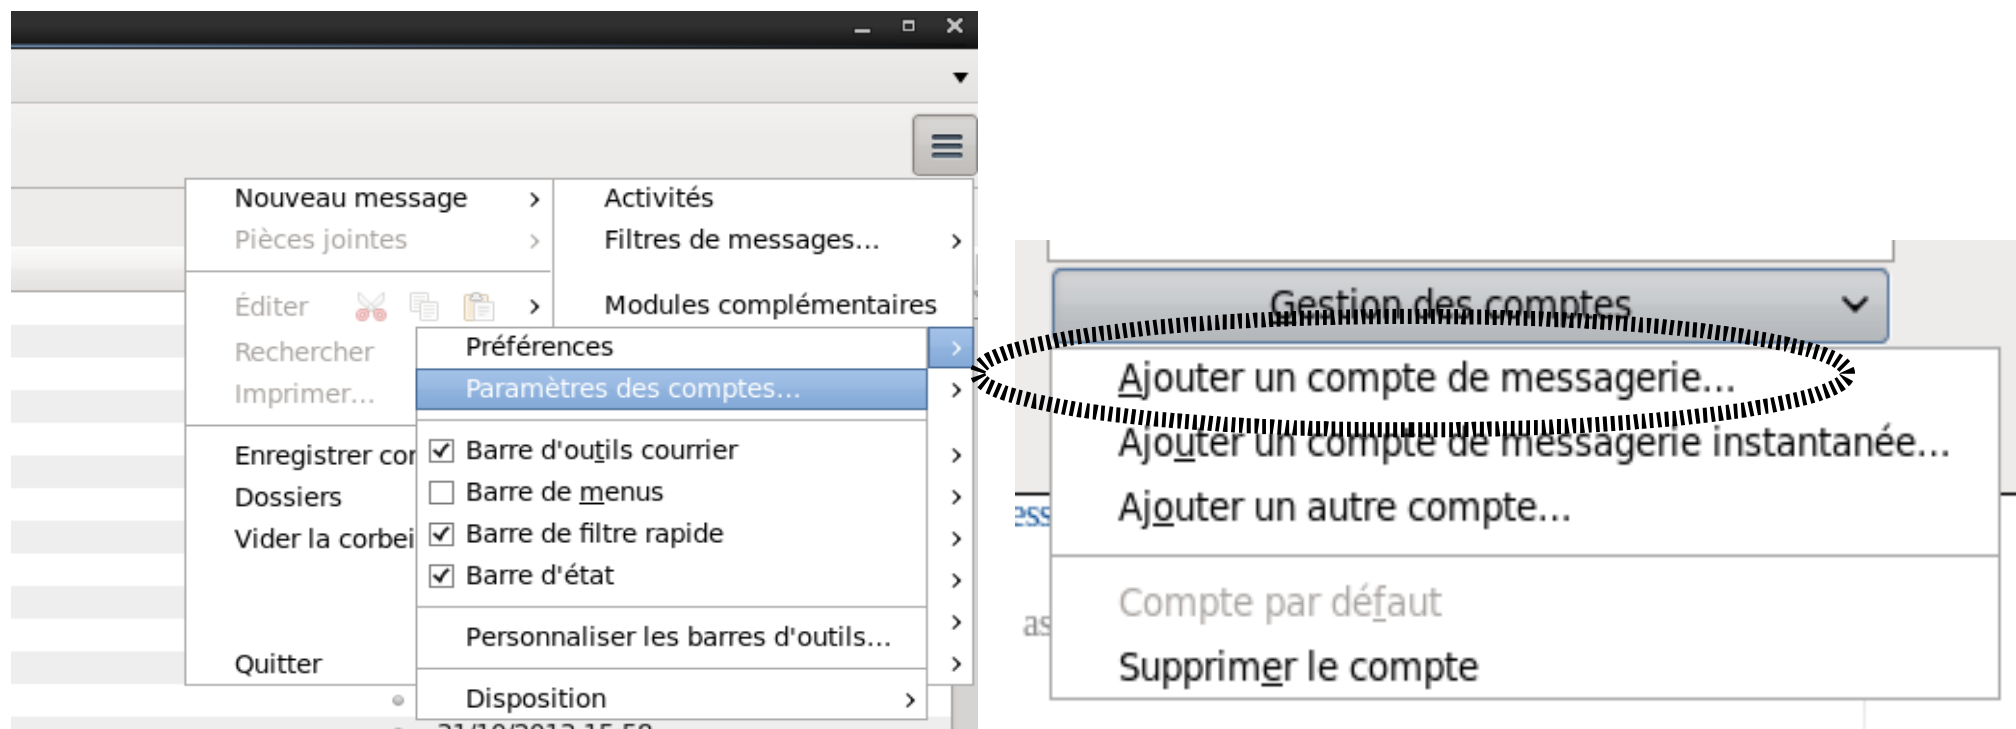 Nouveau message
Pièces jointes
Éditer
Rechercher
Imprimer...
Enregistrer
Dossiers
Vider la
Quitter
Activités
Filtres de messages...
Modules complémentaires
Préférences
Paramètres des comptes...
Barre d'outils courrier
Barre de menus
Barre de filtre rapide
Barre d'état
Personnaliser les barres d'outils...
Disposition
Gestion des comptes
Ajouter un compte de messagerie...
Ajouter un compte de messagerie instantanée...
Ajouter un autre compte...
Compte par défaut
Supprimer le compte